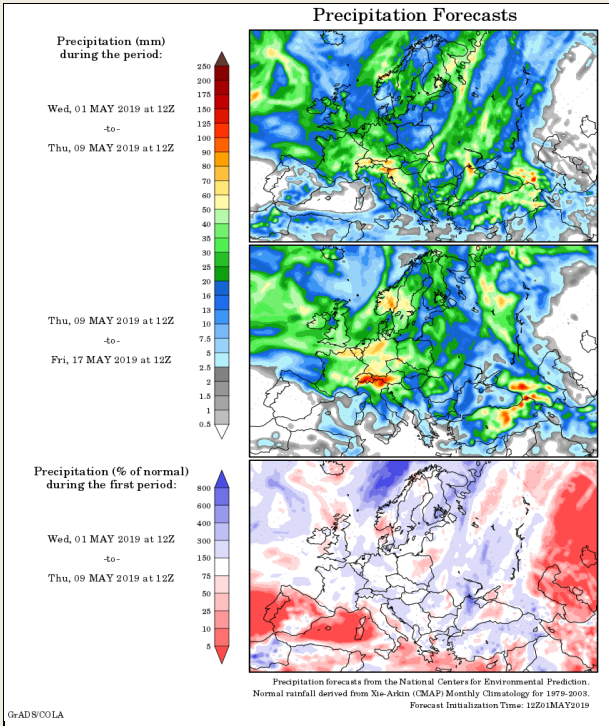 Precipitation Forecasts
Precipitation (mm)
during the period:
Wed, 01 MAY 2019 at 12Z
-to-
Thu, 09 MAY 2019 at 12Z
250
200
175
150
125
100
90
80
70
60
50
40
35
30
25
20
16
13
10
7.5
5
2.5
2
1.5
1
0.5
Thu, 09 MAY 2019 at 12Z
-to-
Fri, 17 MAY 2019 at 12Z
Precipitation (% of normal)
during the first period:
Wed, 01 MAY 2019 at 12Z
-to-
Thu, 09 MAY 2019 at 12Z
800
600
400
300
150
75
50
25
10
5
Precipitation forecasts from the National Centers for Environmental Prediction.
Normal rainfall derived from Xie-Arkin (CMAP) Monthly Climatology for 1979-2003.
Forecast Initialization Time: 12Z01MAY2019
GrADS/COLA